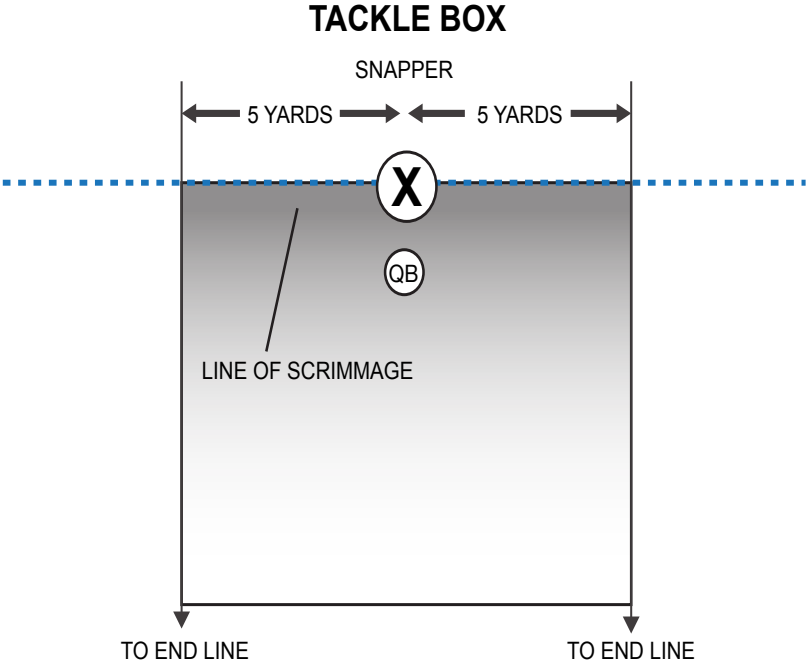 TACKLE BOX
SNAPPER
5 YARDS 5 YARDS
X
QB
LINE OF SCRIMMAGE
TO END LINE TO END LINE